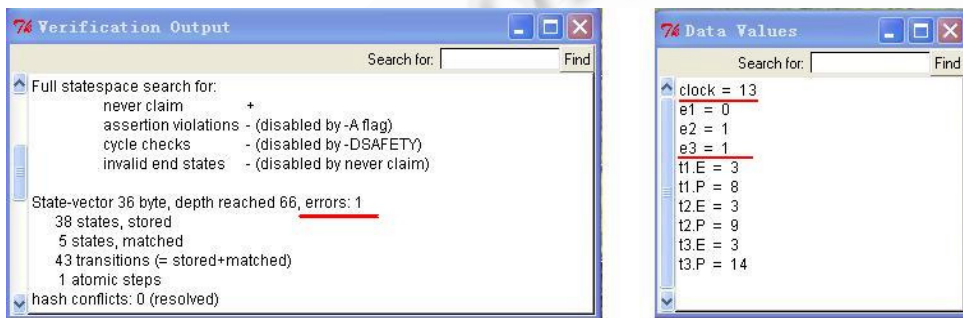 Verification Output
Search for:
Find
Full statespace search for:
never claim +
assertion violations - (disabled by -A flag)
cycle checks - (disabled by -DSAFETY)
invalid end states - (disabled by never claim)
State-vector 36 byte, depth reached 66, errors: 1
38 states, stored
5 states, matched
43 transitions (= stored+matched)
1 atomic steps
hash conflicts: 0 (resolved)
Data Values
Search for:
Find
clock = 13
e1 = 0
e2 = 1
e3 = 1
t1.E = 3
t1.P = 8
t2.E = 3
t2.P = 9
t3.E = 3
t3.P = 14